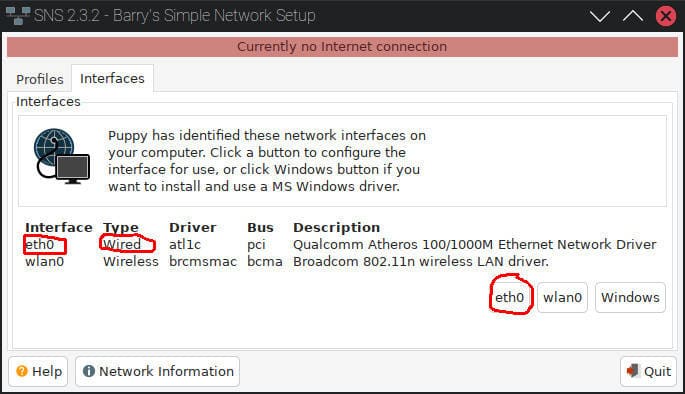 SNS 2.3.2 - Barry's Simple Network Setup
Currently no Internet connection
Profiles Interfaces
Interfaces
Puppy has identified these network interfaces on
your computer. Click a button to configure the
interface for use, or click Windows button if you
want to install and use a MS Windows driver.
Interface Type Driver Bus Description
eth0 Wired atl1c pci Qualcomm Atheros 100/1000M Ethernet Network Driver
wlan0 Wireless brcmsmac bcma Broadcom 802.11n wireless LAN driver.
eth0 wlan0 Windows
Help Network Information Quit